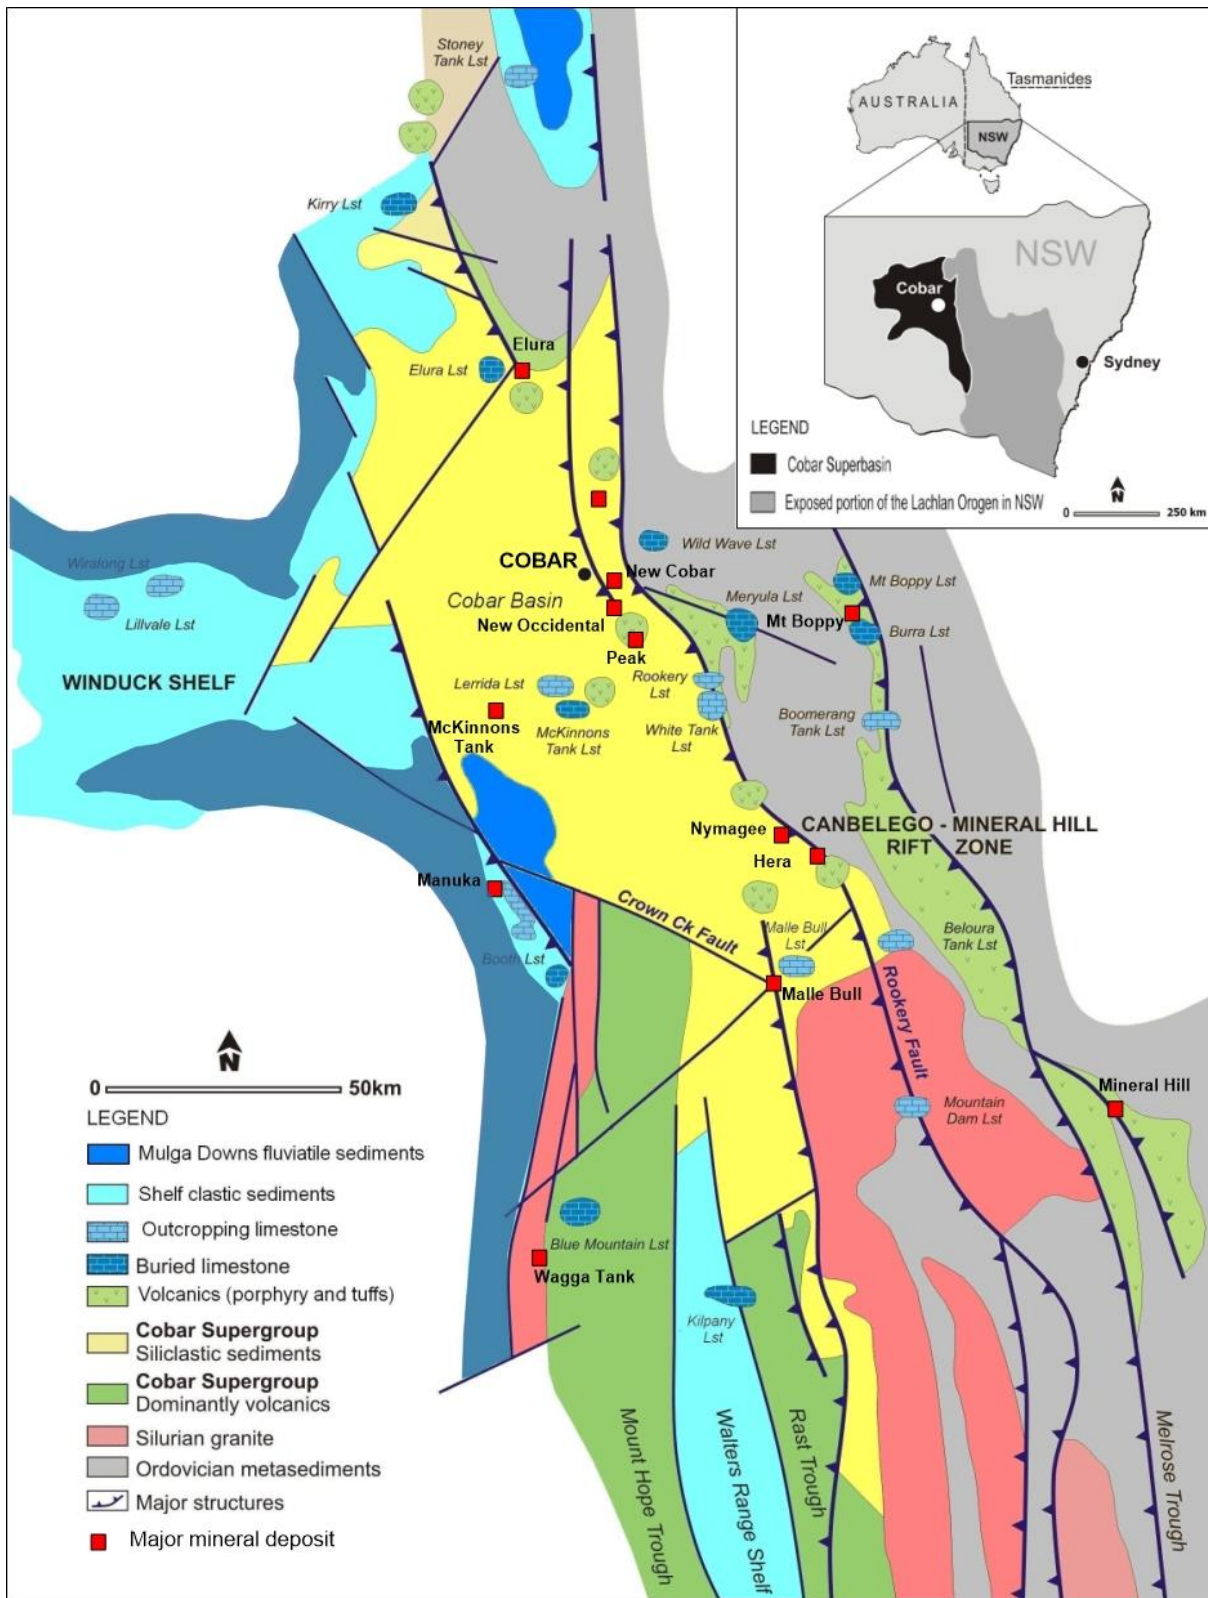 Stoney
Tank Lst
Kirry Lst
Elura
Elura Lst
Wiralong Lst
Lillvale Lst
WINDUCK SHELF
COBAR
Cobar Basin
New Cobar
New Occidental
Peak
Wild Wave Lst
Meryula Lst
Mt Boppy Lst
Mt Boppy
Burra Lst
Rookery
Lst
Lerrida Lst
McKinnons
Tank
McKinnons
Tank Lst
White Tank
Lst
Boomerang
Tank Lst
Nymagee
Hera
CANBELEGO - MINERAL HILL
RIFT ZONE
Manuka
Booth Lst
Crown Ck Fault
Malle Bull
Lst
Malle Bull
Beloura
Tank Lst
Rookery Fault
Mountain
Dam Lst
Mineral Hill
Blue Mountain Lst
Wagga Tank
Kilpany
Lst
Mount Hope Trough
Walters Range Shelf
Rast Trough
Melrose Trough
AUSTRALIA
Tasmanides
NSW
NSW
Cobar
Sydney
LEGEND
Cobar Superbasin
Exposed portion of the Lachlan Orogen in NSW
N
0 250 km
N
0 50km
LEGEND
Mulga Downs fluviatile sediments
Shelf clastic sediments
Outcropping limestone
Buried limestone
Volcanics (porphyry and tuffs)
Cobar Supergroup
Siliclastic sediments
Cobar Supergroup
Dominantly volcanics
Silurian granite
Ordovician metasediments
Major structures
Major mineral deposit